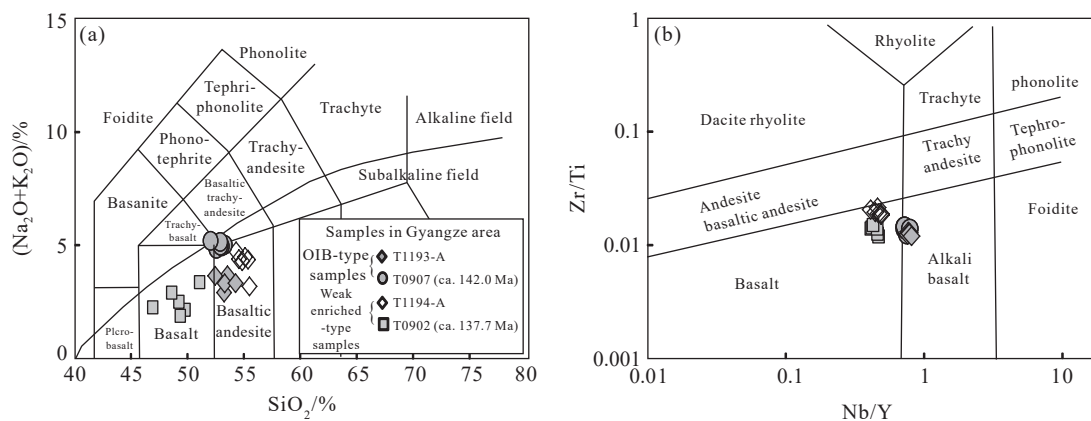 (a)
(Na2O+K2O)/%
15
10
5
0
Phonolite
Tephri-
phonolite
Foidite
Trachyte
Alkaline field
Phono-
tephrite
Trachy-
andesite
Subalkaline field
Basaltic
trachy-
andesite
Basanite
Trachy-
basalt
Plcro-
basalt
Basalt
Basaltic
andesite
Samples in Gyangze area
OIB-type
samples
T1193-A
T0907 (ca. 142.0 Ma)
Weak
enriched
-type
samples
T1194-A
T0902 (ca. 137.7 Ma)
40 45 50 55 60 65 70 75 80
SiO2/%
(b)
Zr/Ti
1
0.1
0.01
0.001
Rhyolite
phonolite
Trachyte
Dacite rhyolite
Tephro-
phonolite
Trachy
andesite
Andesite
basaltic andesite
Foidite
Alkali
basalt
Basalt
0.01 0.1 1 10
Nb/Y